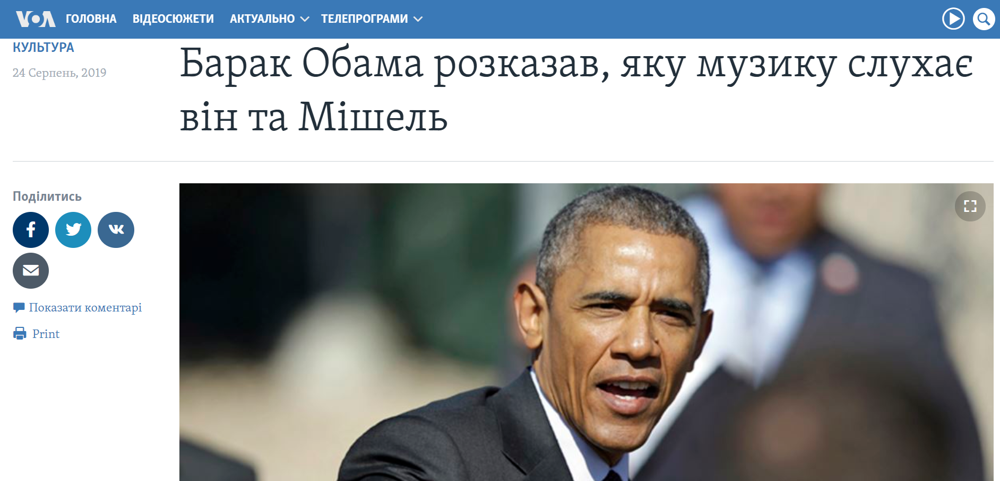 VOA ГОЛОВНА ВІДЕОСЮЖЕТИ АКТУАЛЬНО ТЕЛЕПРОГРАМИ
КУЛЬТУРА
24 Серпень, 2019
Барак Обама розказав, яку музику слухає
він та Мішель
Поділитись
Показати коментарі
Print